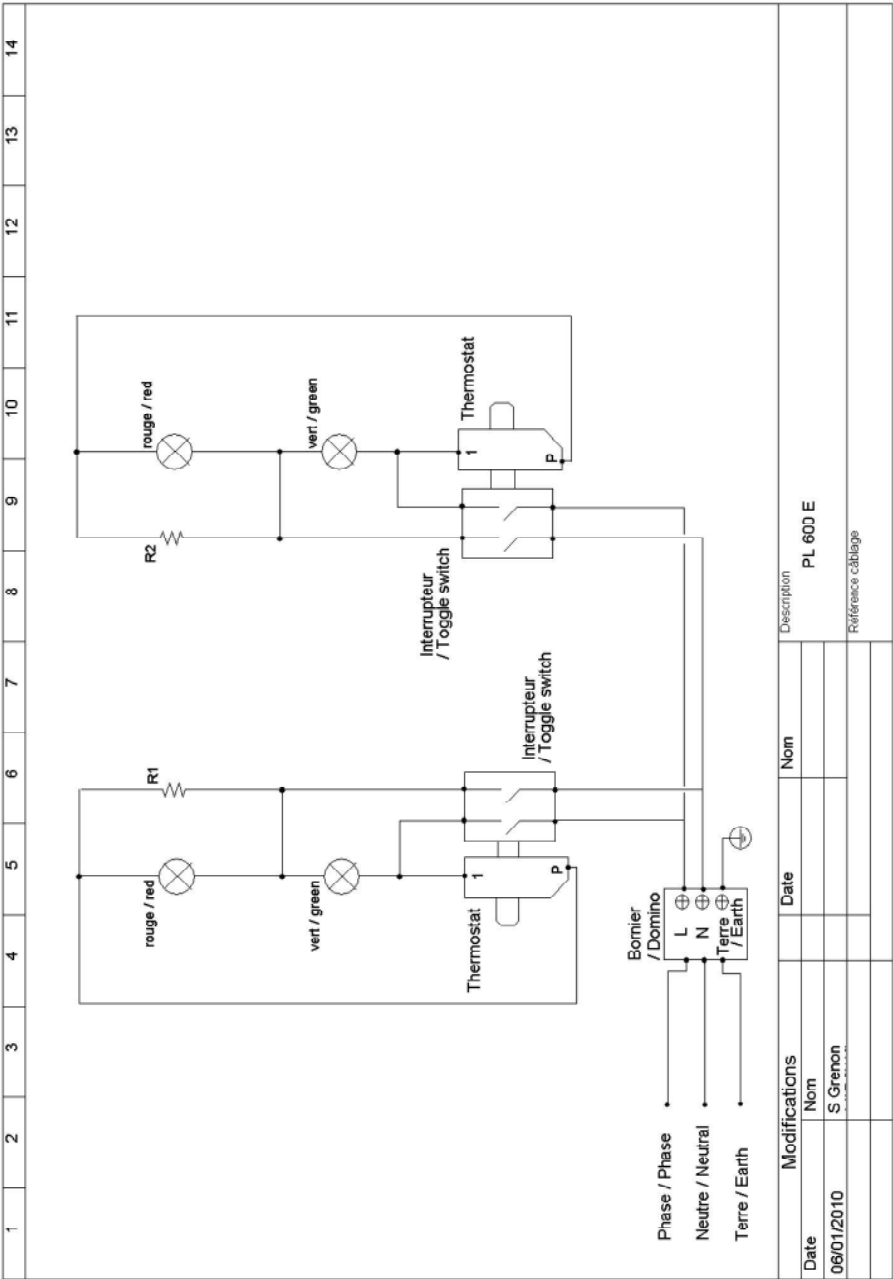 1 2 3 4 5 6 7 8 9 10 11 12 13 14
rouge / red
R1
vert / green
Thermostat
1
P
Interrupteur
/ Toggle switch
R2
rouge / red
vert / green
Interrupteur
/ Toggle switch
Thermostat
1
P
Bornier
/ Domino
L
N
Terre
/ Earth
Phase / Phase
Neutre / Neutral
Terre / Earth
Modifications
Date Nom Date Nom
06/01/2010 S Grenon
Description
PL 600 E
Référence câblage